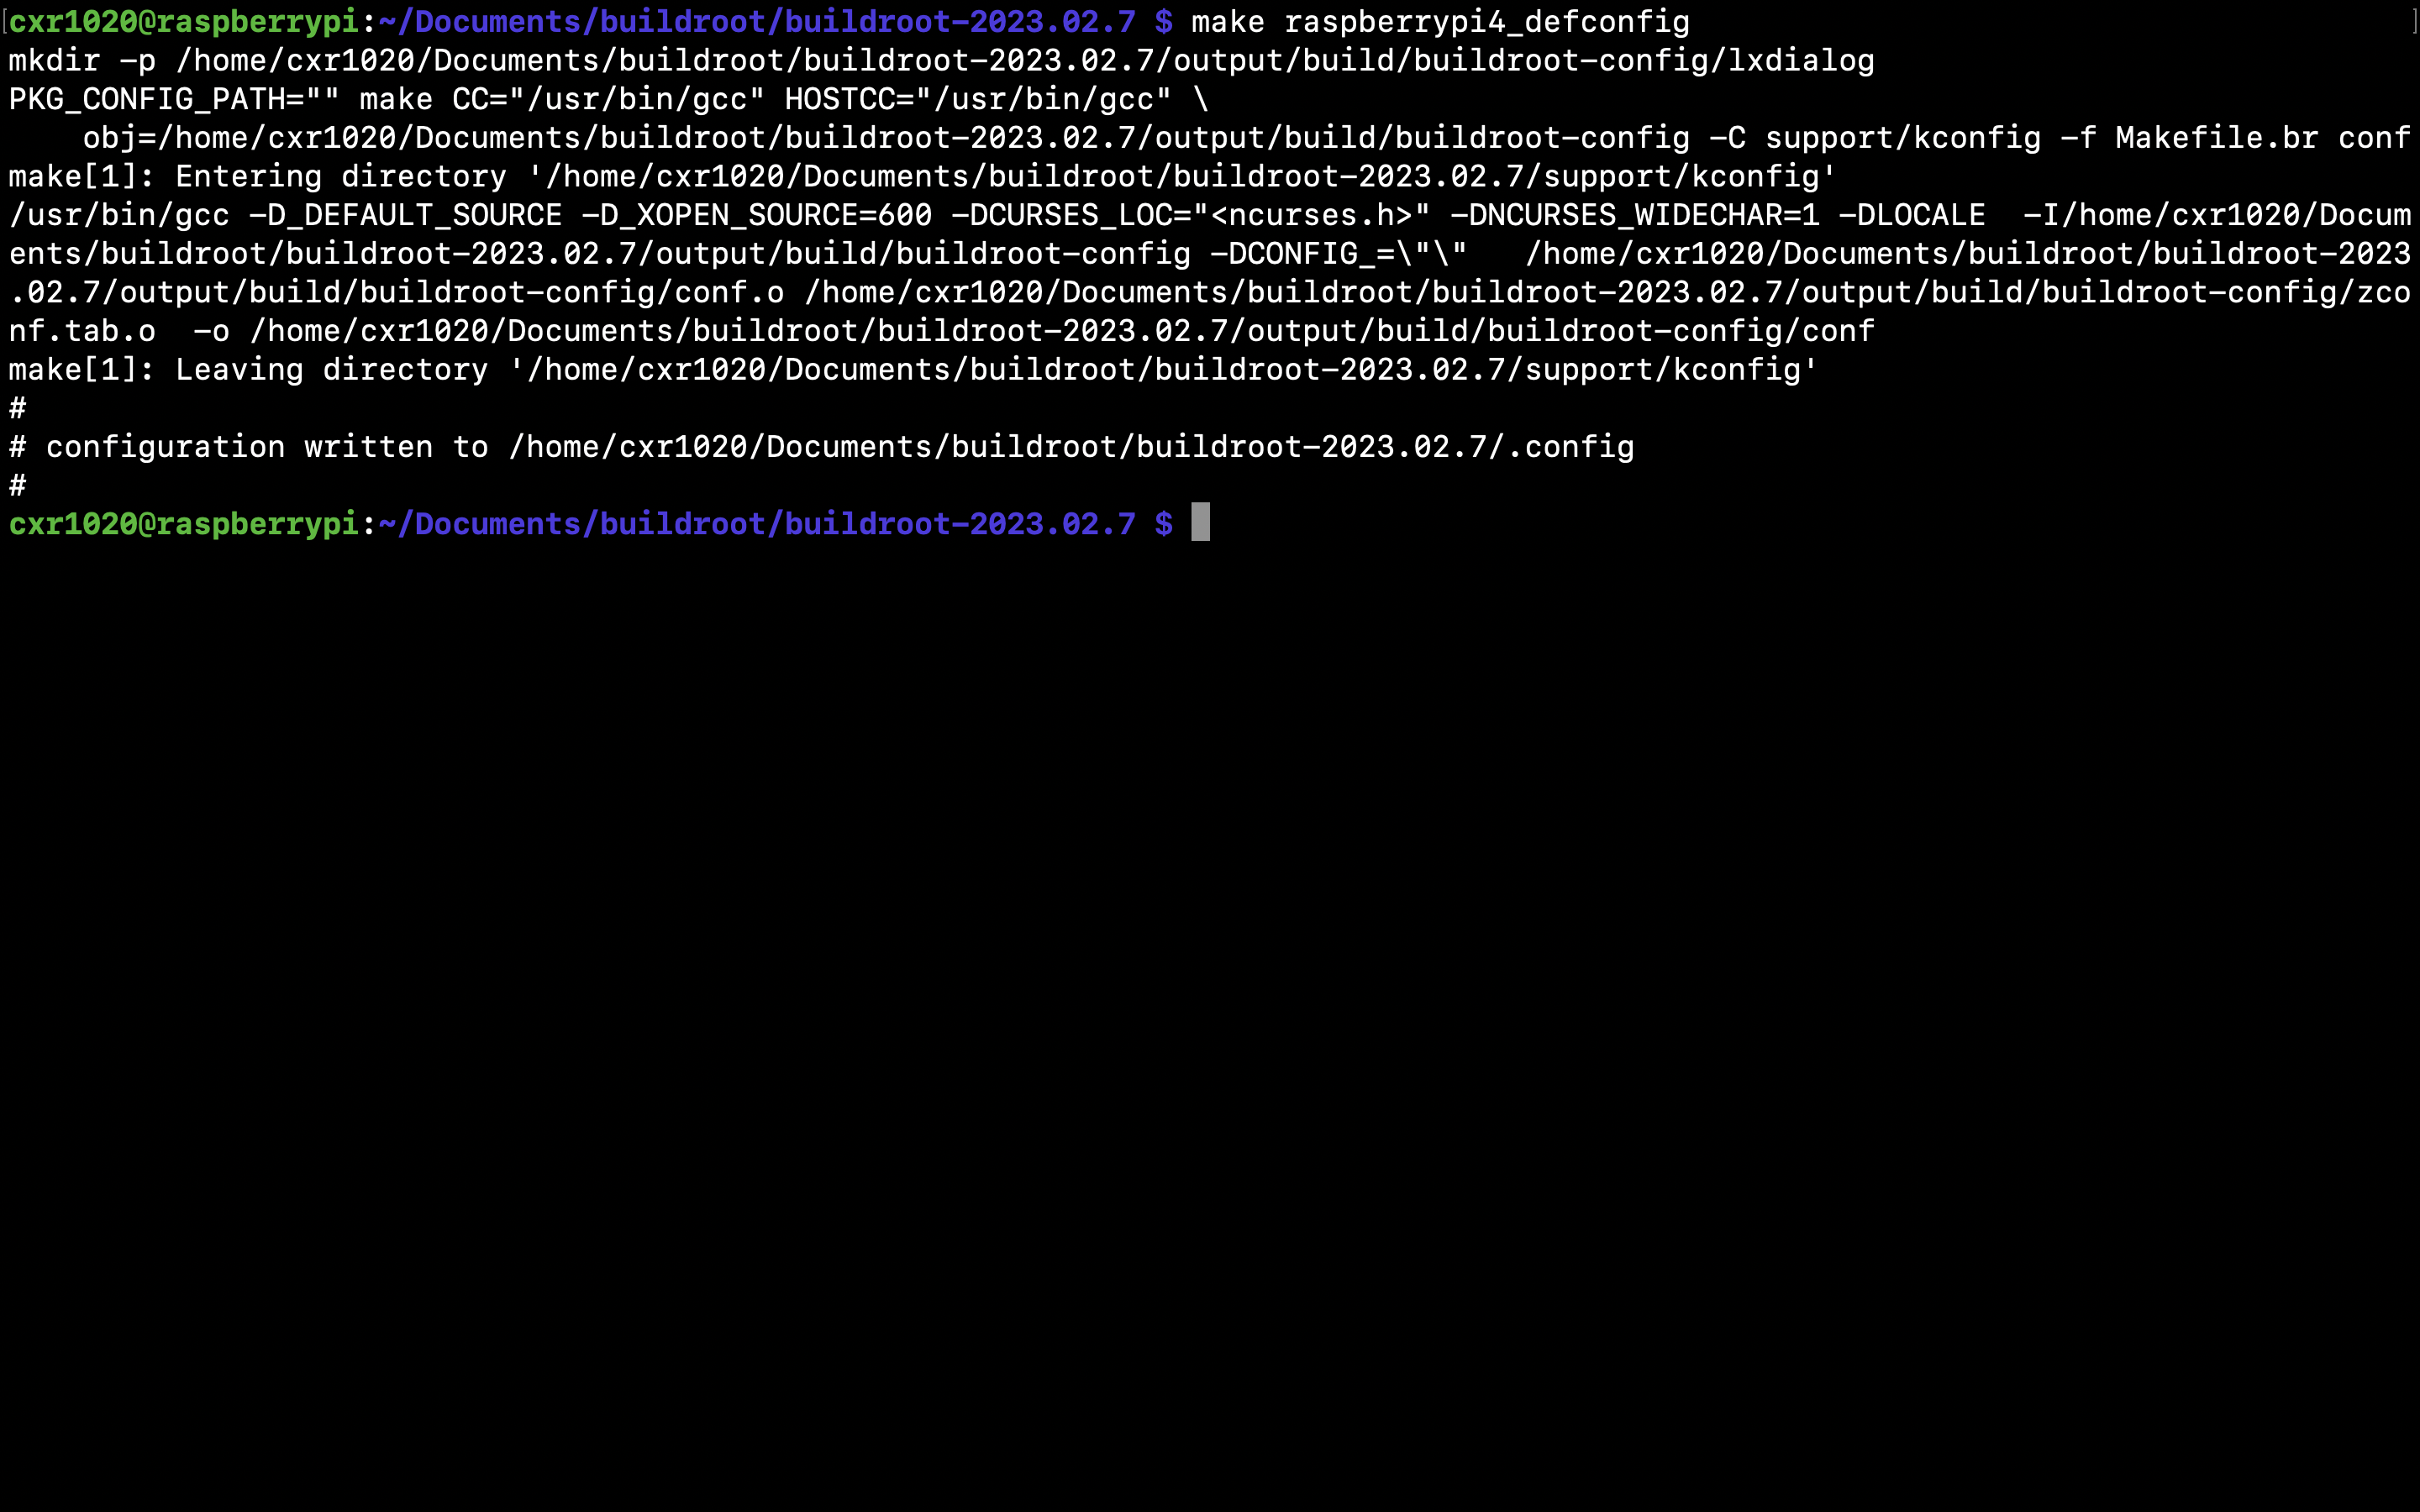 [cxr1020@raspberrypi:~/Documents/buildroot/buildroot-2023.02.7 $ make raspberrypi4_defconfig ]
mkdir -p /home/cxr1020/Documents/buildroot/buildroot-2023.02.7/output/build/buildroot-config/lxdialog
PKG_CONFIG_PATH="" make CC="/usr/bin/gcc" HOSTCC="/usr/bin/gcc" \
    obj=/home/cxr1020/Documents/buildroot/buildroot-2023.02.7/output/build/buildroot-config -C support/kconfig -f Makefile.br conf
make[1]: Entering directory '/home/cxr1020/Documents/buildroot/buildroot-2023.02.7/support/kconfig'
/usr/bin/gcc -D_DEFAULT_SOURCE -D_XOPEN_SOURCE=600 -DCURSES_LOC="<ncurses.h>" -DNCURSES_WIDECHAR=1 -DLOCALE  -I/home/cxr1020/Docum
ents/buildroot/buildroot-2023.02.7/output/build/buildroot-config -DCONFIG_=\"\"   /home/cxr1020/Documents/buildroot/buildroot-2023
.02.7/output/build/buildroot-config/conf.o /home/cxr1020/Documents/buildroot/buildroot-2023.02.7/output/build/buildroot-config/zco
nf.tab.o  -o /home/cxr1020/Documents/buildroot/buildroot-2023.02.7/output/build/buildroot-config/conf
make[1]: Leaving directory '/home/cxr1020/Documents/buildroot/buildroot-2023.02.7/support/kconfig'
#
# configuration written to /home/cxr1020/Documents/buildroot/buildroot-2023.02.7/.config
#
cxr1020@raspberrypi:~/Documents/buildroot/buildroot-2023.02.7 $